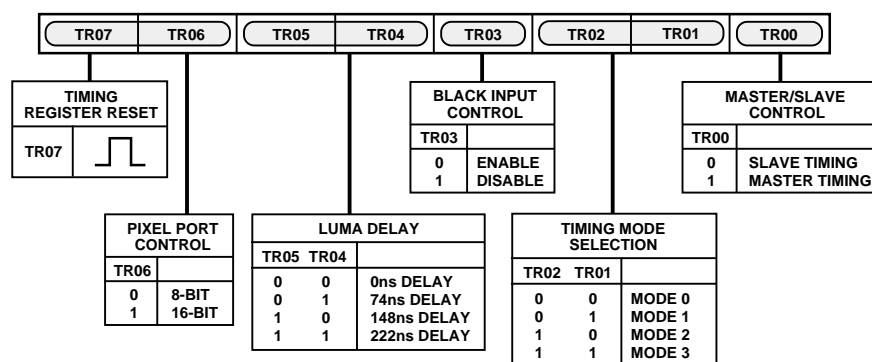 TR07 TR06 TR05 TR04 TR03 TR02 TR01 TR00
TIMING
REGISTER RESET
TR07
BLACK INPUT
CONTROL
TR03
0 ENABLE
1 DISABLE
MASTER/SLAVE
CONTROL
TR00
0 SLAVE TIMING
1 MASTER TIMING
PIXEL PORT
CONTROL
TR06
0 8-BIT
1 16-BIT
LUMA DELAY
TR05 TR04
0 0 0ns DELAY
0 1 74ns DELAY
1 0 148ns DELAY
1 1 222ns DELAY
TIMING MODE
SELECTION
TR02 TR01
0 0 MODE 0
0 1 MODE 1
1 0 MODE 2
1 1 MODE 3